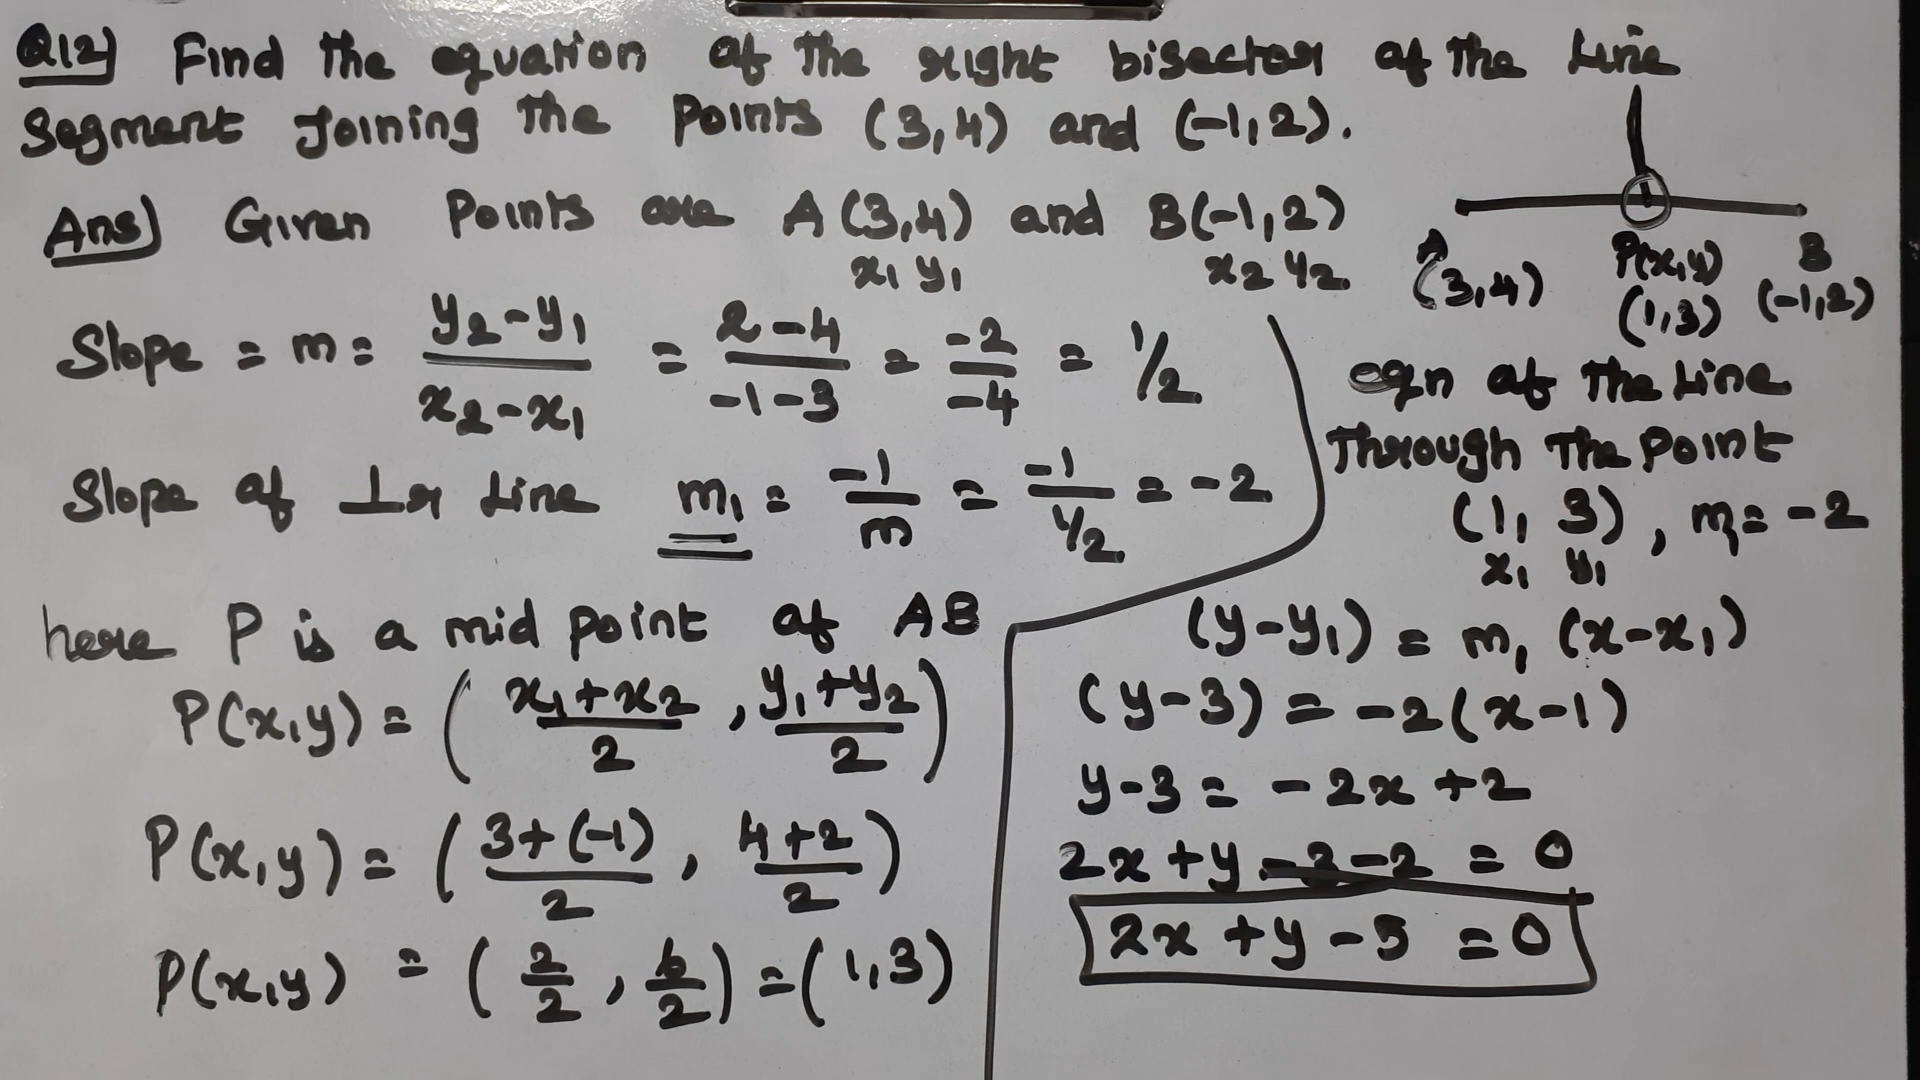 Q12) Find the equation of the right bisector of the line
segment Joining the points (3,4) and (-1,2).
Ans) Given Points are A (3,4) and B(-1,2)
x₁ y₁ x₂ y₂
Slope = m = (y₂-y₁)/(x₂-x₁) = (2-4)/(-1-3) = -2/-4 = 1/2
Slope of ⊥r Line m₁ = -1/m = -1/(1/2) = -2
here P is a mid point of AB
P(x,y) = ((x₁+x₂)/2, (y₁+y₂)/2)
P(x,y) = ((3+(-1))/2, (4+2)/2)
P(x,y) = (2/2, 6/2) = (1,3)
A P(x,y) B
(3,4) (1,3) (-1,2)
eqn of the Line
Through The Point
(1, 3), m₁ = -2
x₁ y₁
(y-y₁) = m₁ (x-x₁)
(y-3) = -2(x-1)
y-3 = -2x+2
2x+y-3-2 = 0
2x+y-5 = 0